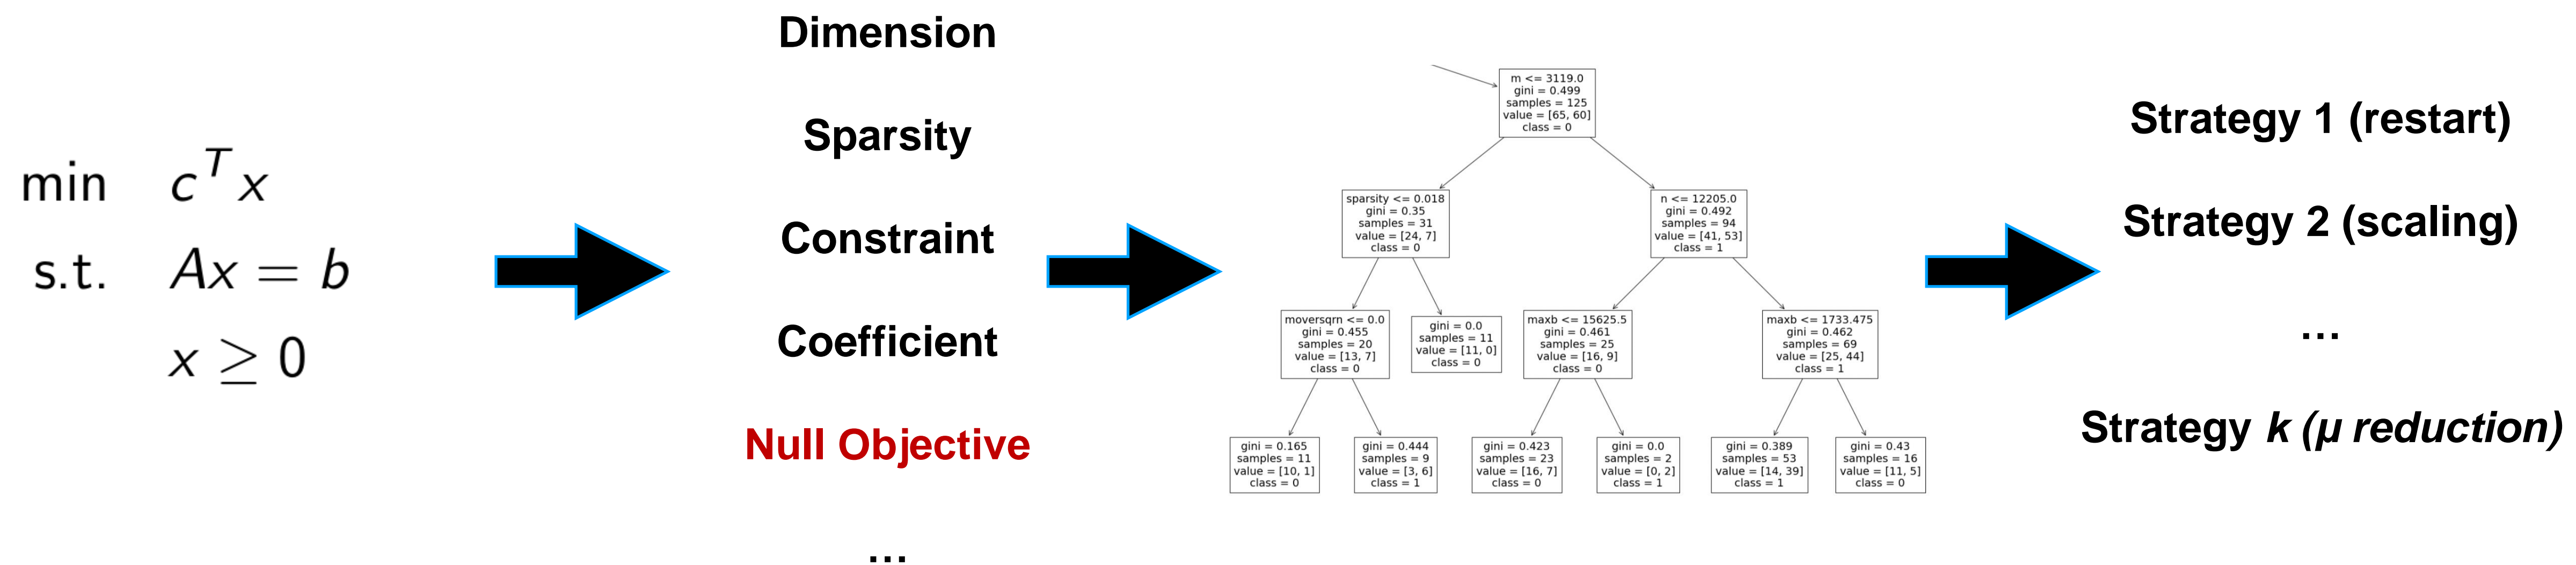 min c^T x
s.t. Ax = b
x ≥ 0
Dimension
Sparsity
Constraint
Coefficient
Null Objective
...
m <= 3119.0
gini = 0.499
samples = 125
value = [65, 60]
class = 0
sparsity <= 0.018
gini = 0.35
samples = 31
value = [24, 7]
class = 0
n <= 12205.0
gini = 0.492
samples = 94
value = [41, 53]
class = 1
moversqrn <= 0.0
gini = 0.455
samples = 20
value = [13, 7]
class = 0
gini = 0.0
samples = 11
value = [11, 0]
class = 0
maxb <= 15625.5
gini = 0.461
samples = 25
value = [16, 9]
class = 0
maxb <= 1733.475
gini = 0.462
samples = 69
value = [25, 44]
class = 1
gini = 0.165
samples = 11
value = [10, 1]
class = 0
gini = 0.444
samples = 9
value = [3, 6]
class = 1
gini = 0.423
samples = 23
value = [16, 7]
class = 0
gini = 0.0
samples = 2
value = [0, 2]
class = 1
gini = 0.389
samples = 53
value = [14, 39]
class = 1
gini = 0.43
samples = 16
value = [11, 5]
class = 0
Strategy 1 (restart)
Strategy 2 (scaling)
...
Strategy k (μ reduction)